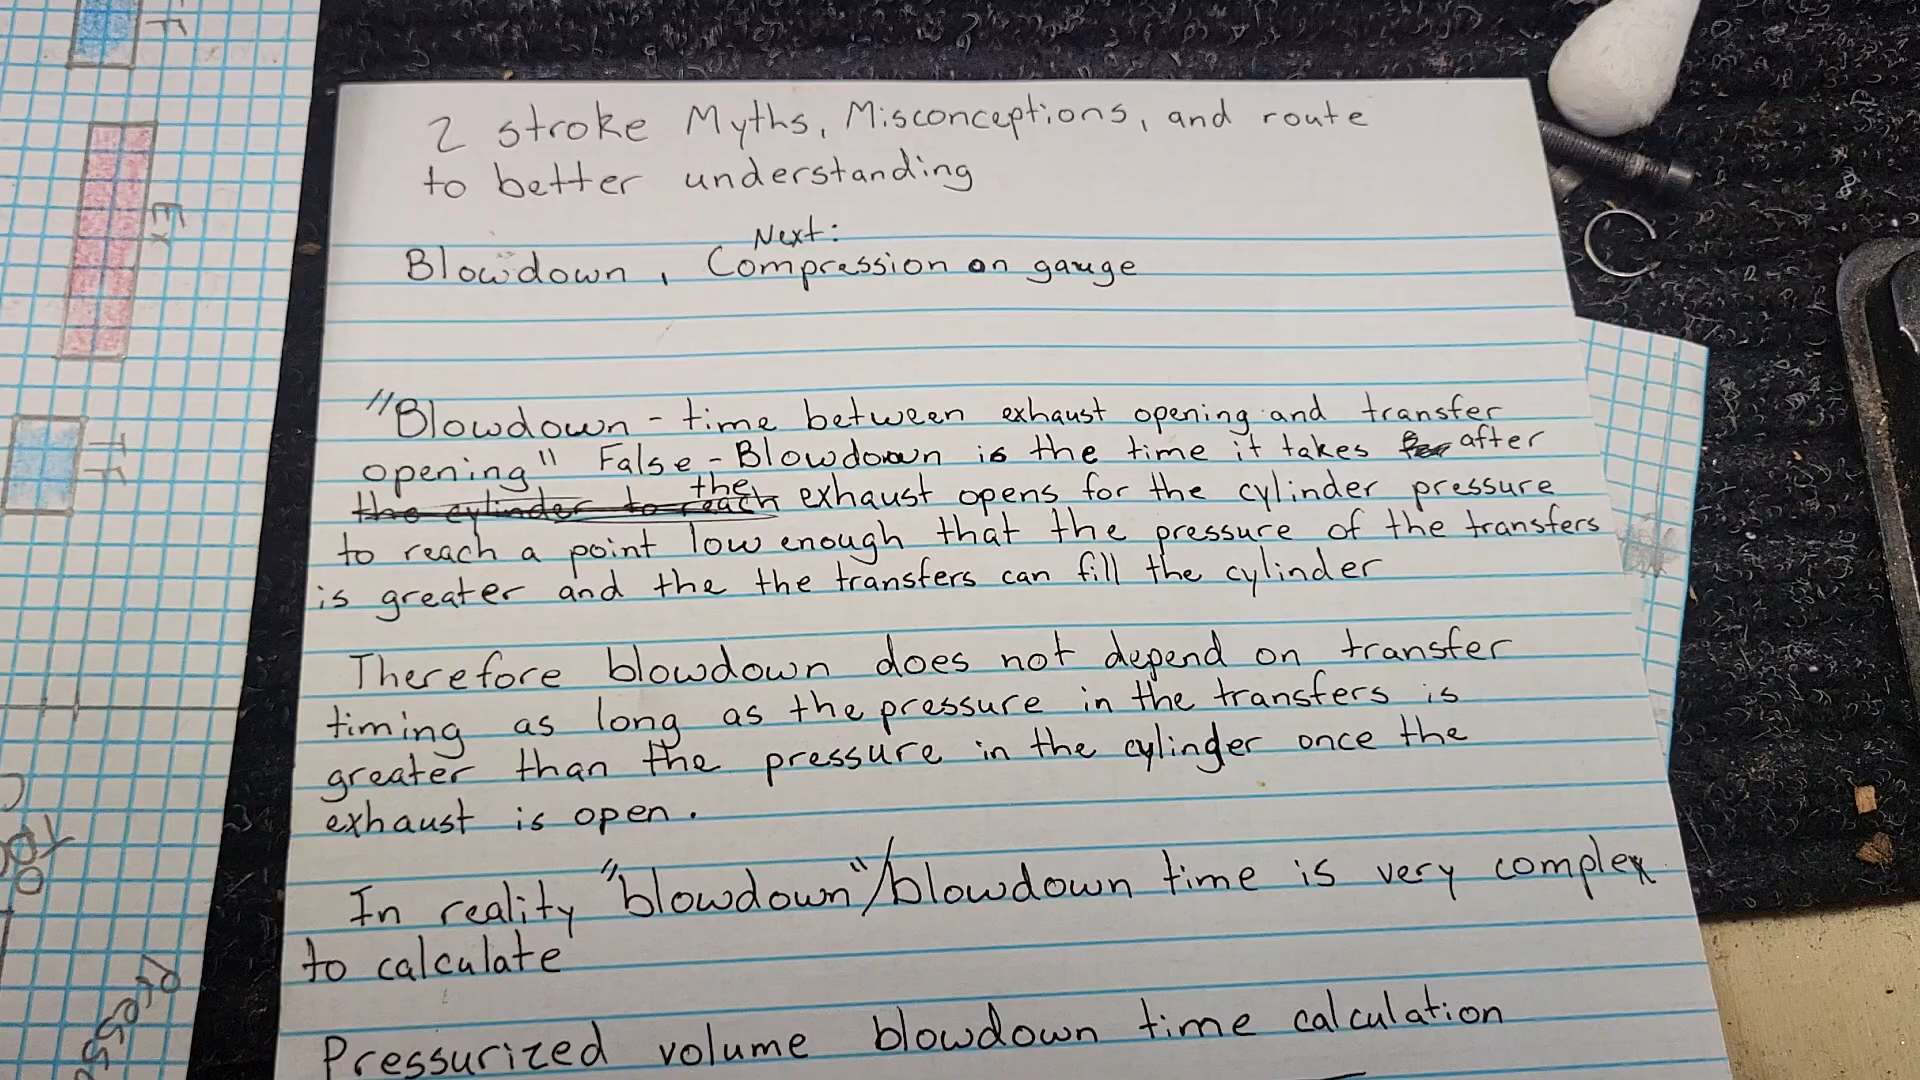 2 stroke Myths, Misconceptions, and route
to better understanding
Next:
Blowdown, Compression on gauge
"Blowdown - time between exhaust opening and transfer
opening" False - Blowdown is the time it takes after
the cylinder to reach the exhaust opens for the cylinder pressure
to reach a point low enough that the pressure of the transfers
is greater and the the transfers can fill the cylinder
Therefore blowdown does not depend on transfer
timing as long as the pressure in the transfers is
greater than the pressure in the cylinder once the
exhaust is open.
In reality "blowdown"/blowdown time is very complex
to calculate
Pressurized volume blowdown time calculation
Ex